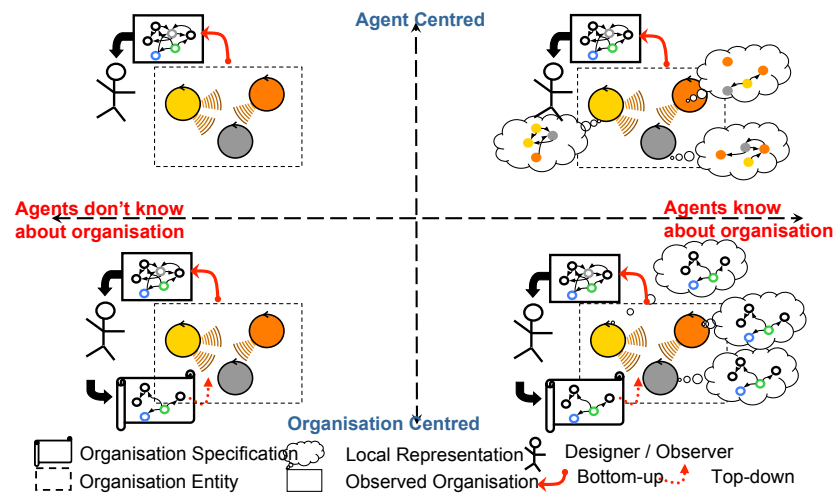 Agent Centred
Agents don't know
about organisation
Agents know
about organisation
Organisation Centred
Organisation Specification
Local Representation
Designer / Observer
Organisation Entity
Observed Organisation
Bottom-up
Top-down